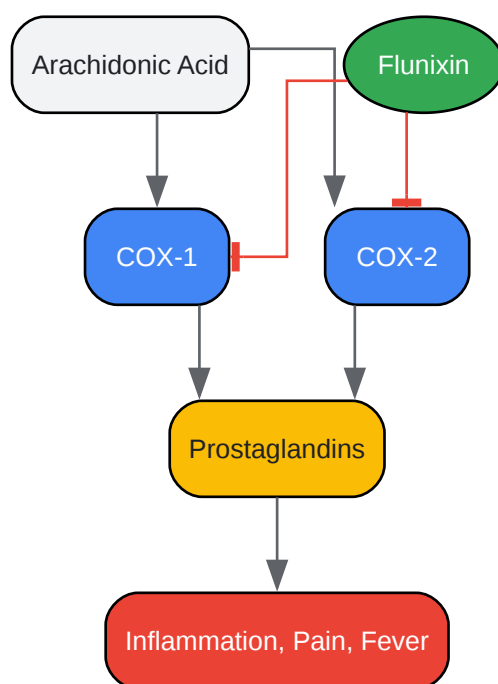 Arachidonic Acid
Flunixin
COX-1
COX-2
Prostaglandins
Inflammation, Pain, Fever